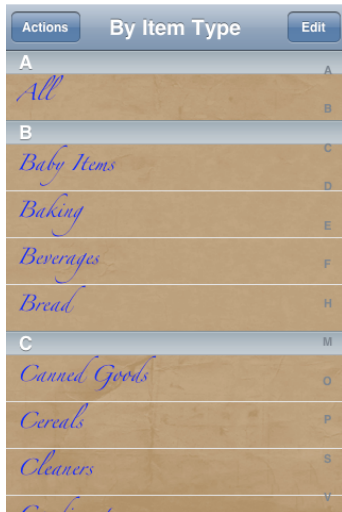 Actions By Item Type Edit
A
All
B
Baby Items
Baking
Beverages
Bread
C
Canned Goods
Cereals
Cleaners
A
B
C
D
E
F
H
M
O
P
S
V